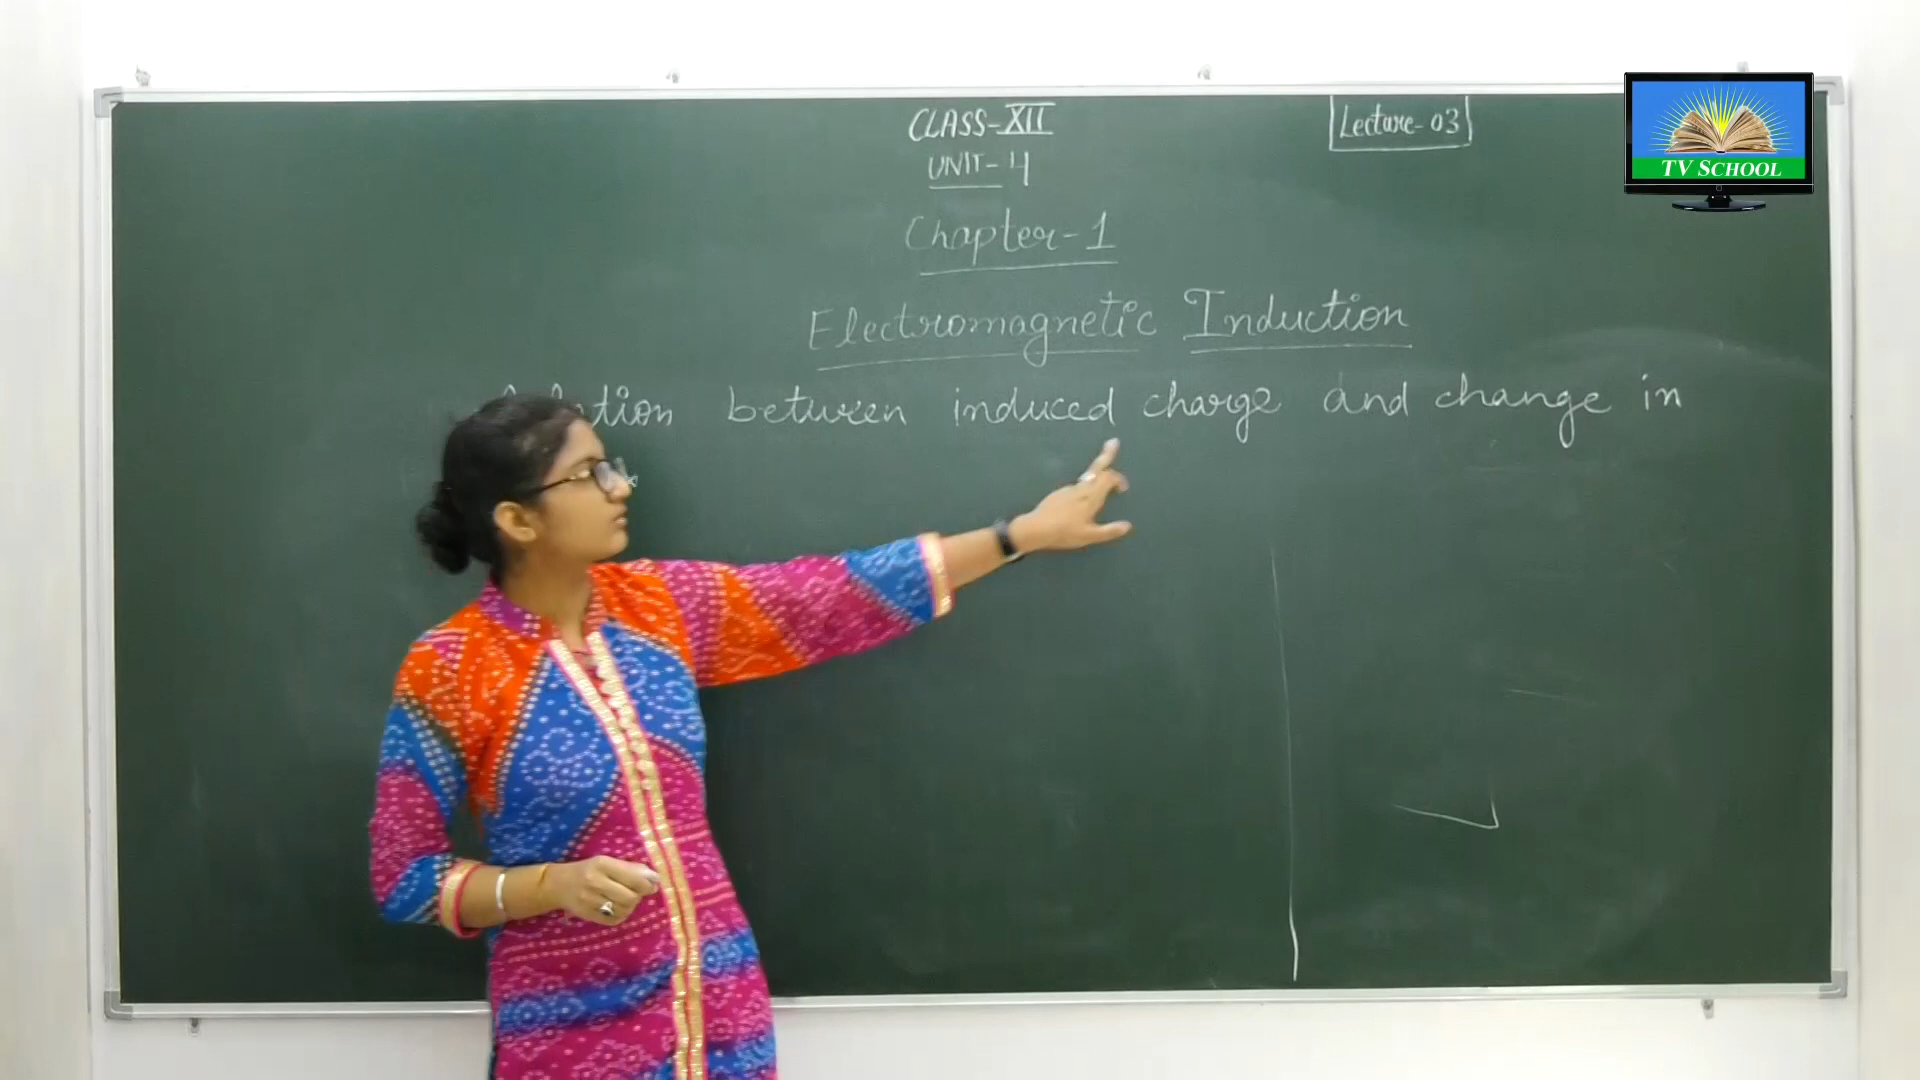 CLASS-XII
Lecture-03
TV SCHOOL
UNIT-4
Chapter-1
Electromagnetic Induction
between induced charge and change in